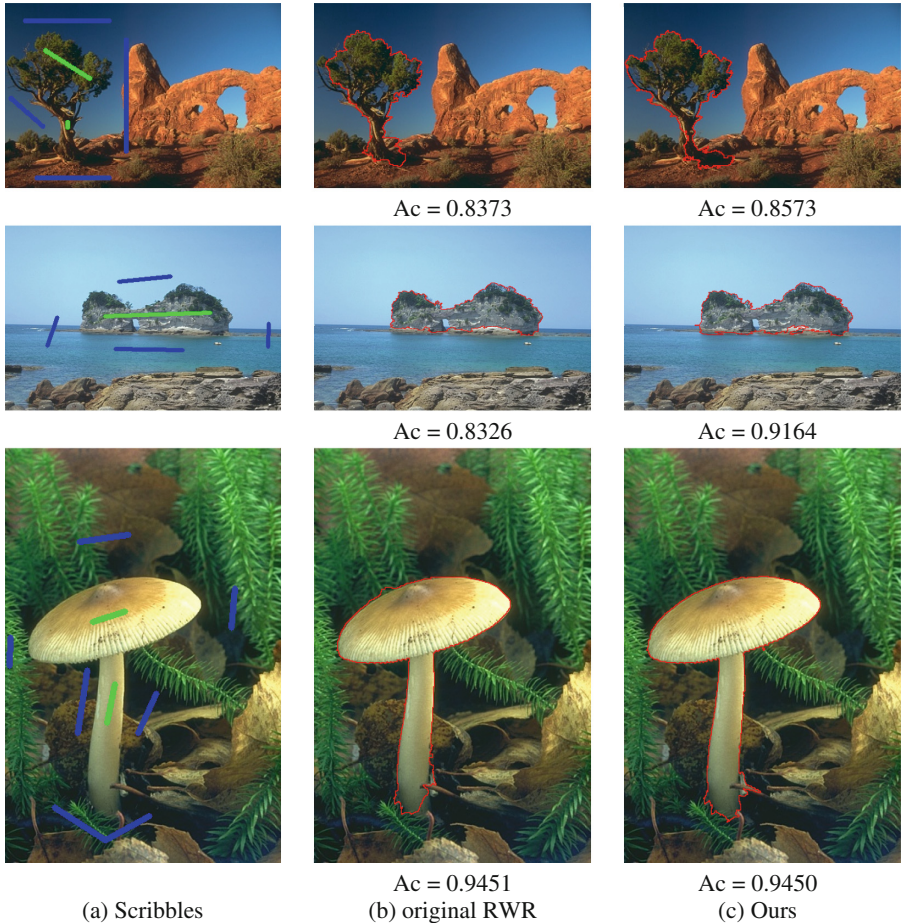 Ac = 0.8373 Ac = 0.8573
Ac = 0.8326 Ac = 0.9164
Ac = 0.9451 Ac = 0.9450
(a) Scribbles (b) original RWR (c) Ours